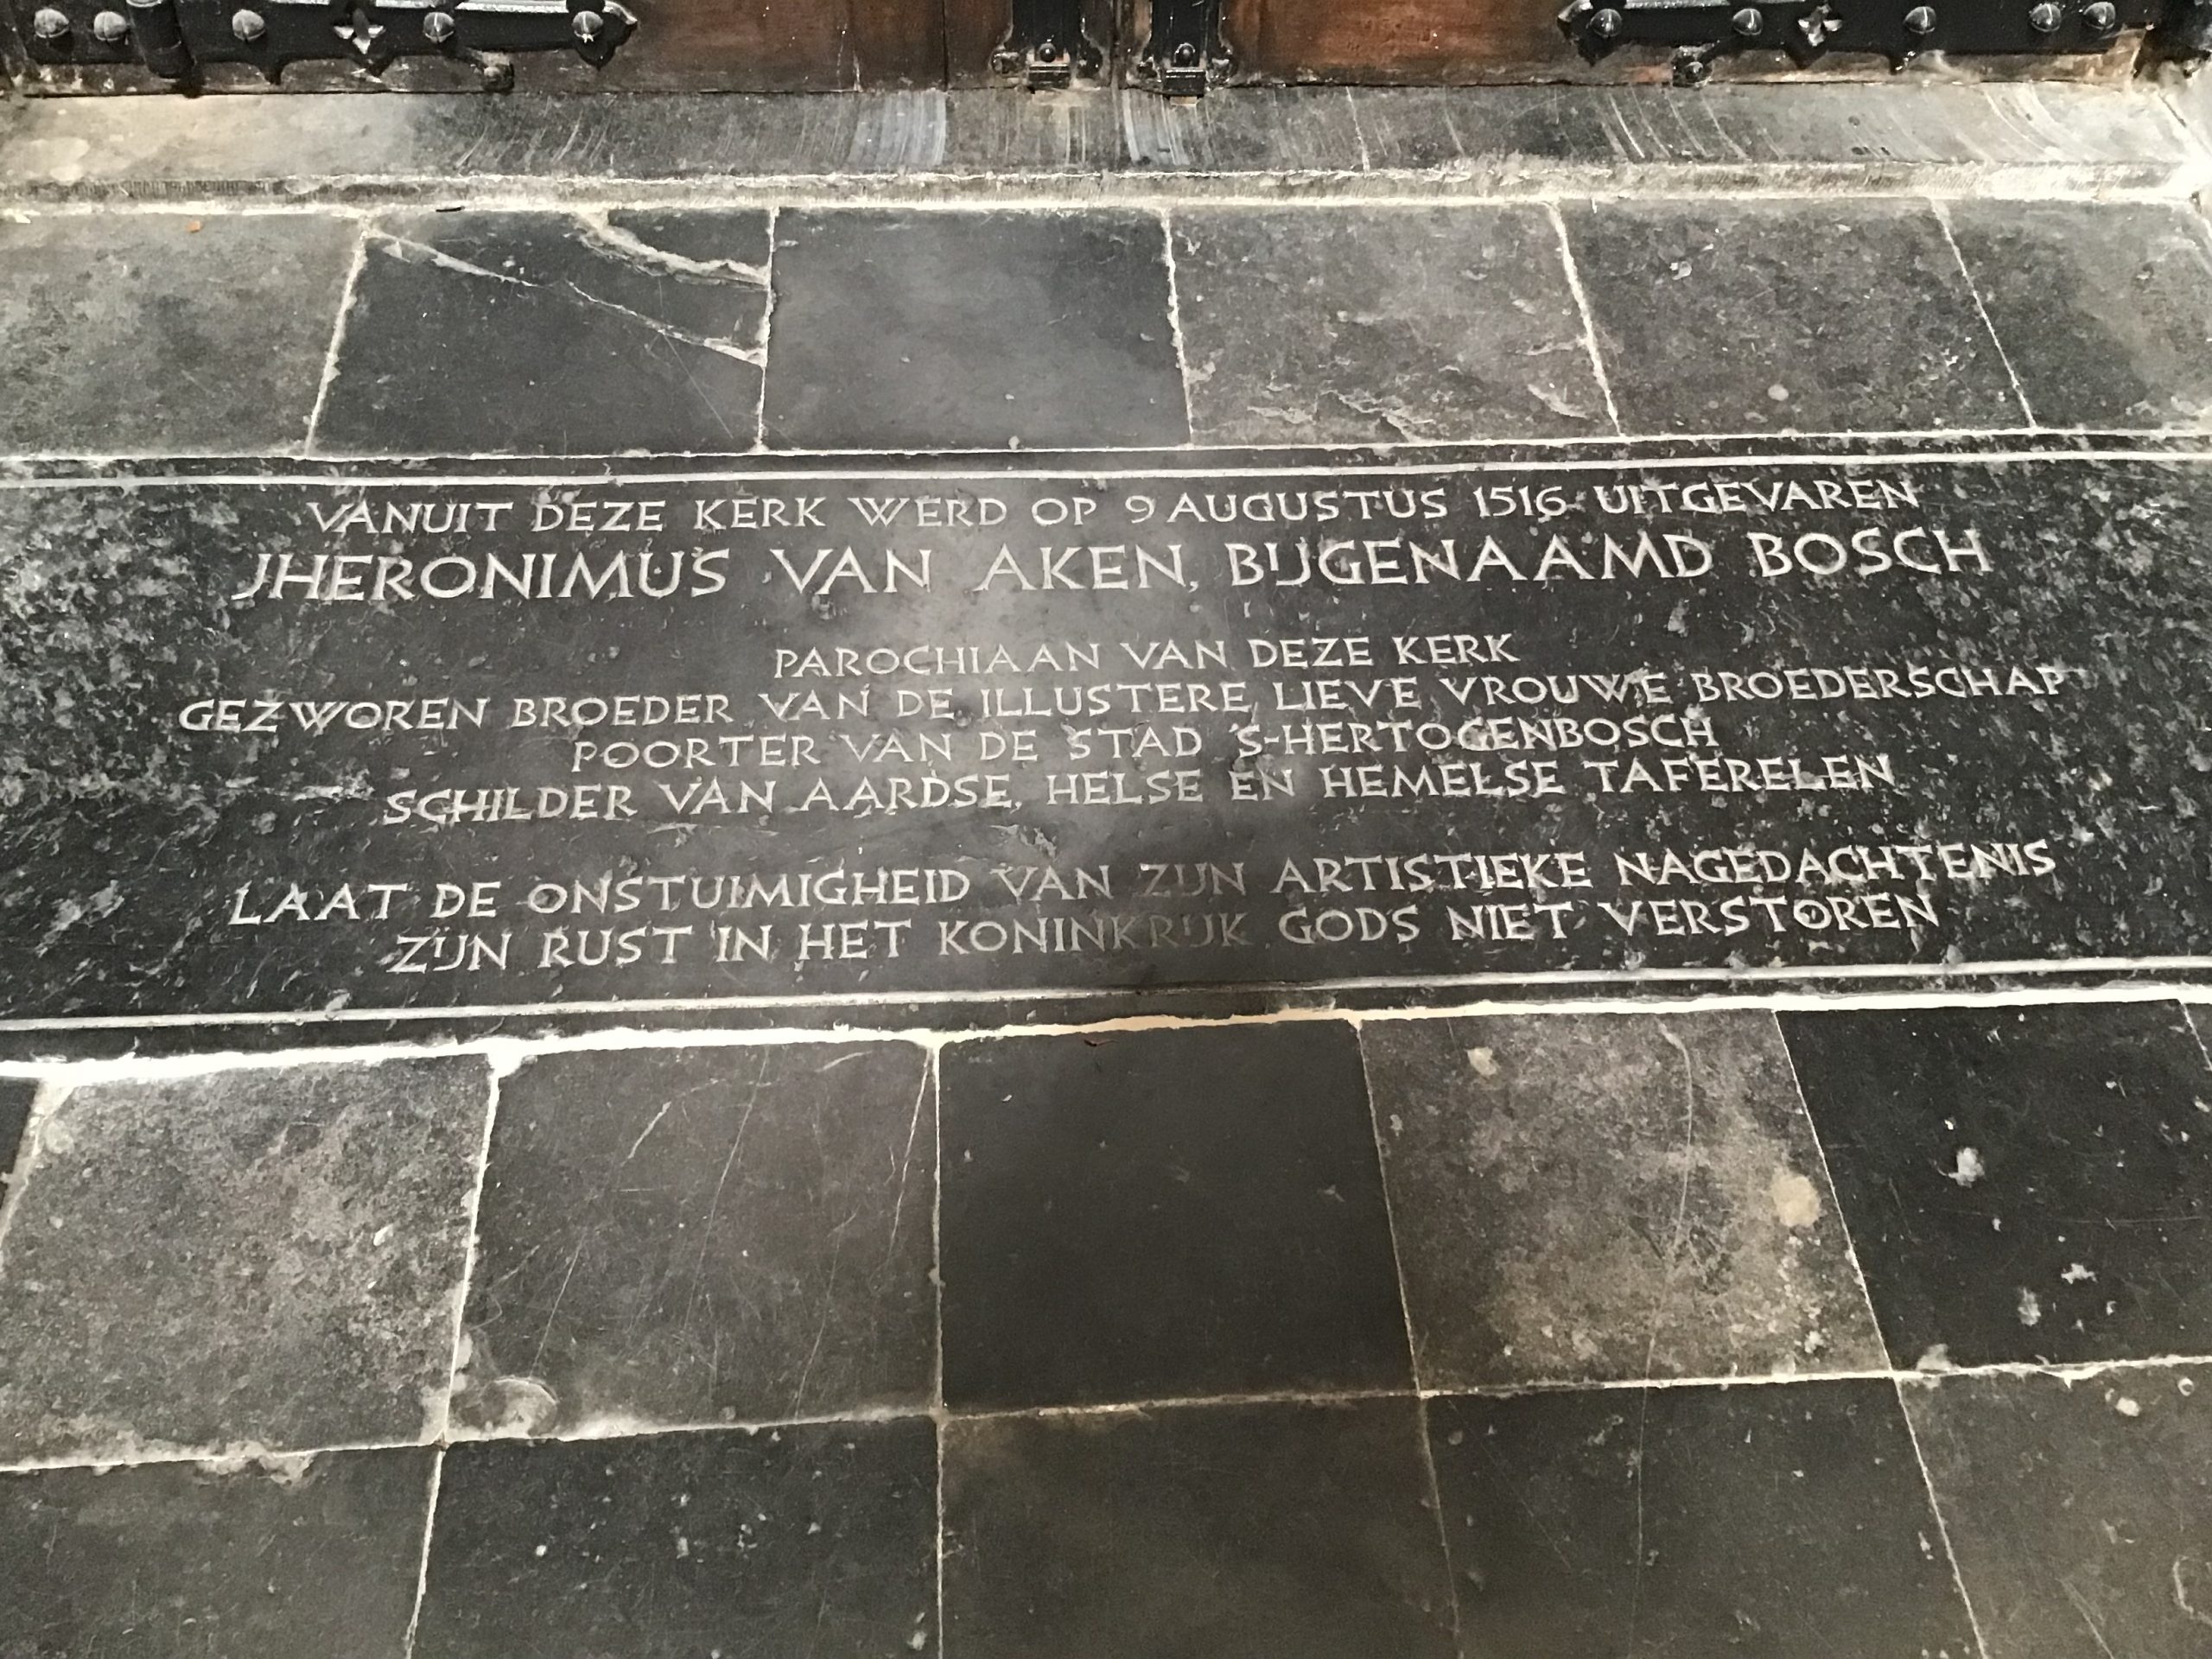 VANUIT DEZE KERK WERD OP 9 AUGUSTUS 1516 UITGEVAREN
JHERONIMUS VAN AKEN, BIJGENAAMD BOSCH
PAROCHIAAN VAN DEZE KERK
GEZWOREN BROEDER VAN DE ILLUSTERE LIEVE VROUWE BROEDERSCHAP
POORTER VAN DE STAD 'S-HERTOGENBOSCH
SCHILDER VAN AARDSE, HELSE EN HEMELSE TAFERELEN
LAAT DE ONSTUIMIGHEID VAN ZIJN ARTISTIEKE NAGEDACHTENIS
ZIJN RUST IN HET KONINKRIJK GODS NIET VERSTOREN